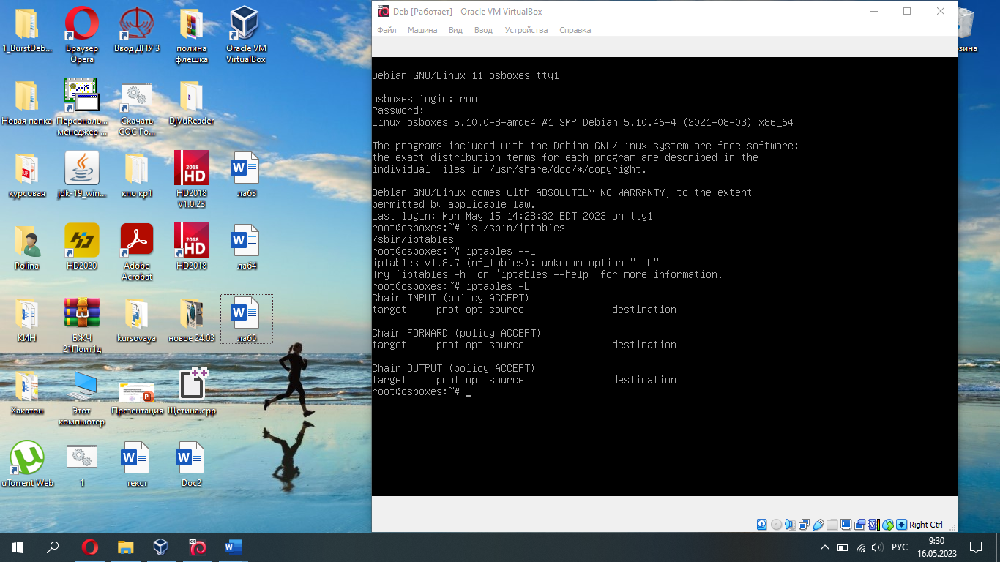 1_BurstDeb...
Браузер
Opera
Ввод ДПУ 3
полина
флешка
Oracle VM
VirtualBox
Новая папка
Персональ...
менеджер ...
Скачать
СОС Го...
DjVuReader
курсовая
jdk-19_win...
кпо кр1
HD2018
V1.0.23
лаб3
Polina
HD2020
Adobe
Acrobat
HD2018
лаб4
КИН
БЖЧ
21Поит1д
kursovaya
новое 24.03
лаб5
Хакатон
Этот
компьютер
Презентация
Щетина.cpp
uTorrent Web
1
текст
Doc2
Deb [Работает] - Oracle VM VirtualBox
Файл Машина Вид Ввод Устройства Справка
Debian GNU/Linux 11 osboxes tty1
osboxes login: root
Password:
Linux osboxes 5.10.0-8-amd64 #1 SMP Debian 5.10.46-4 (2021-08-03) x86_64
The programs included with the Debian GNU/Linux system are free software;
the exact distribution terms for each program are described in the
individual files in /usr/share/doc/*/copyright.
Debian GNU/Linux comes with ABSOLUTELY NO WARRANTY, to the extent
permitted by applicable law.
Last login: Mon May 15 14:28:32 EDT 2023 on tty1
root@osboxes:~# ls /sbin/iptables
/sbin/iptables
root@osboxes:~# iptables --L
iptables v1.8.7 (nf_tables): unknown option "--L"
Try `iptables -h' or 'iptables --help' for more information.
root@osboxes:~# iptables -L
Chain INPUT (policy ACCEPT)
target prot opt source destination
Chain FORWARD (policy ACCEPT)
target prot opt source destination
Chain OUTPUT (policy ACCEPT)
target prot opt source destination
root@osboxes:~# _
Right Ctrl
РУС
9:30
16.05.2023